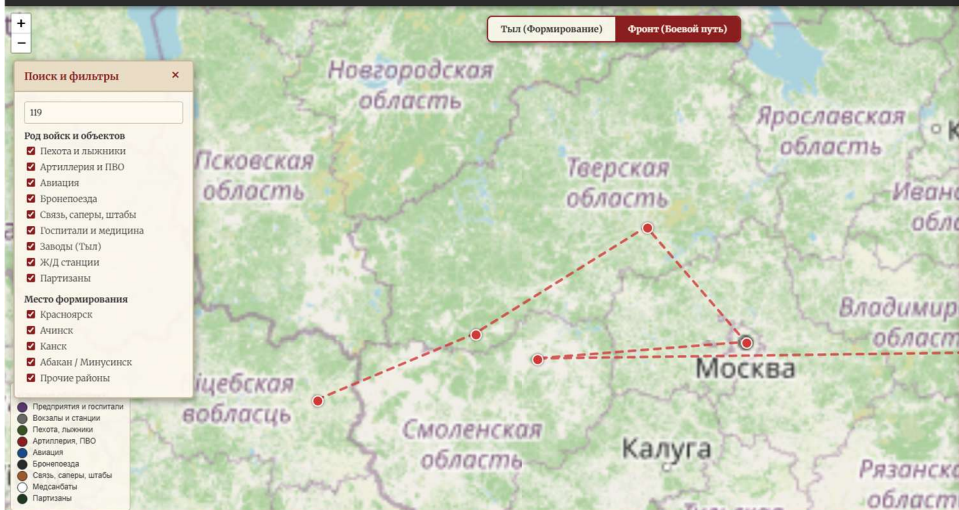 +
−
Тыл (Формирование)
Фронт (Боевой путь)
Поиск и фильтры
×
119
Род войск и объектов
Пехота и лыжники
Артиллерия и ПВО
Авиация
Бронепоезда
Связь, саперы, штабы
Госпитали и медицина
Заводы (Тыл)
Ж/Д станции
Партизаны
Место формирования
Красноярск
Ачинск
Канск
Абакан / Минусинск
Прочие районы
Предприятия и госпитали
Вокзалы и станции
Пехота, лыжники
Артиллерия, ПВО
Авиация
Бронепоезда
Связь, саперы, штабы
Медсанбаты
Партизаны
Новгородская
область
Псковская
область
Тверская
область
Ярославская
область
Ивано
обла
Владимир
област
Москва
іцебская
вобласць
Смоленская
область
Калуга
Рязанск
област